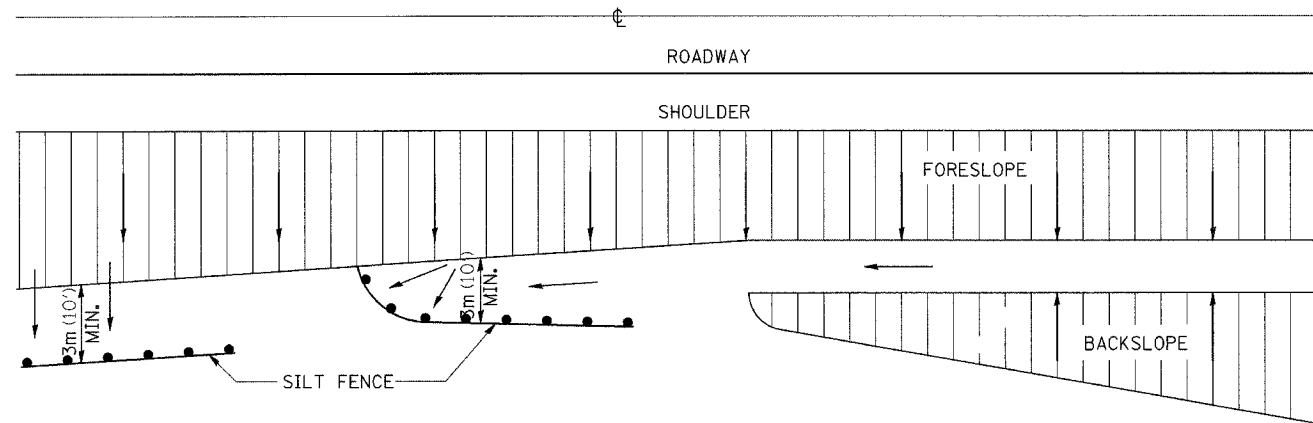 ℄
ROADWAY
SHOULDER
FORESLOPE
3m (10')
MIN.
3m (10')
MIN.
BACKSLOPE
SILT FENCE